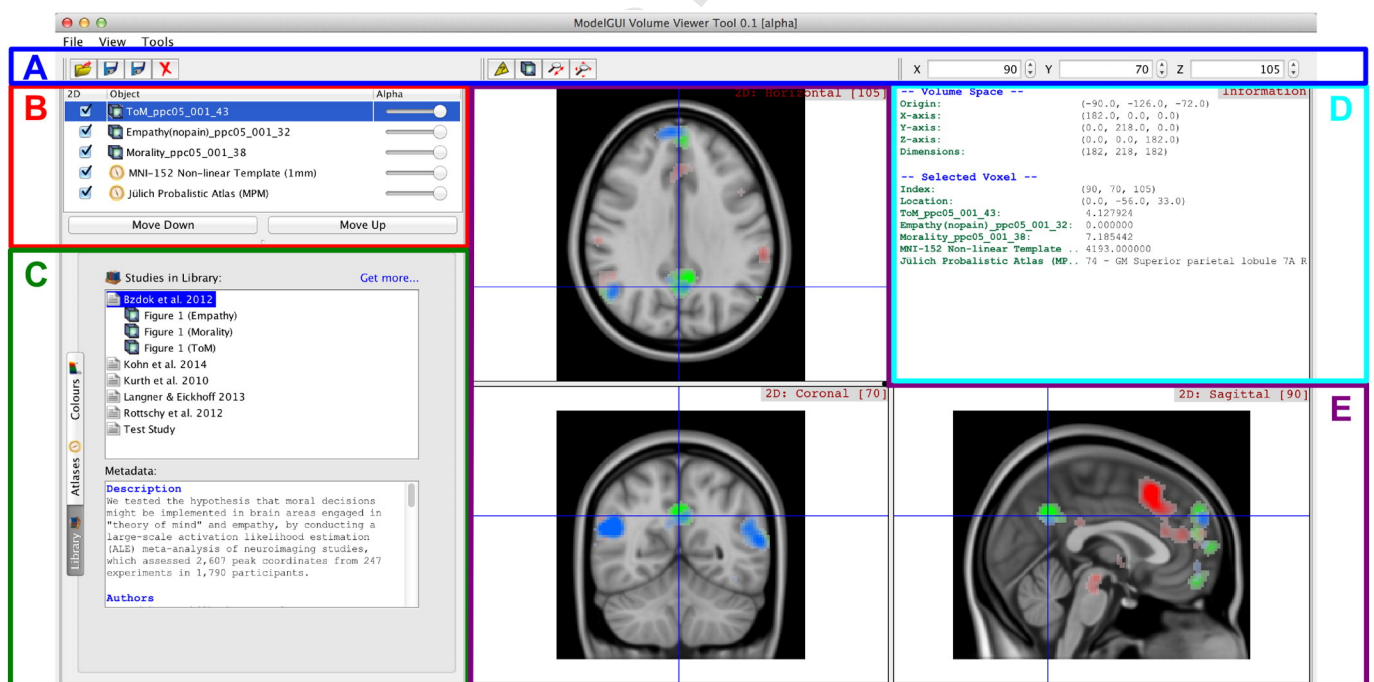 ModelGUI Volume Viewer Tool 0.1 [alpha]
File View Tools
A
X 90 Y 70 Z 105
B
2D Object Alpha
ToM_ppc05_001_43
Empathy(nopain)_ppc05_001_32
Morality_ppc05_001_38
MNI-152 Non-linear Template (1mm)
Jülich Probalistic Atlas (MPM)
Move Down Move Up
C
Studies in Library: Get more...
Bzdok et al. 2012
Figure 1 (Empathy)
Figure 1 (Morality)
Figure 1 (ToM)
Kohn et al. 2014
Kurth et al. 2010
Langner & Eickhoff 2013
Rottschy et al. 2012
Test Study
Colours
Atlases
Library
Metadata:
Description
We tested the hypothesis that moral decisions
might be implemented in brain areas engaged in
"theory of mind" and empathy, by conducting a
large-scale activation likelihood estimation
(ALE) meta-analysis of neuroimaging studies,
which assessed 2,607 peak coordinates from 247
experiments in 1,790 participants.
Authors
2D: Horizontal [105]
D
-- Volume Space -- Information
Origin: (-90.0, -126.0, -72.0)
X-axis: (182.0, 0.0, 0.0)
Y-axis: (0.0, 218.0, 0.0)
Z-axis: (0.0, 0.0, 182.0)
Dimensions: (182, 218, 182)
-- Selected Voxel --
Index: (90, 70, 105)
Location: (0.0, -56.0, 33.0)
ToM_ppc05_001_43: 4.127924
Empathy(nopain)_ppc05_001_32: 0.000000
Morality_ppc05_001_38: 7.185442
MNI-152 Non-linear Template .. 4193.000000
Jülich Probalistic Atlas (MP.. 74 - GM Superior parietal lobule 7A R
2D: Coronal [70]
2D: Sagittal [90]
E